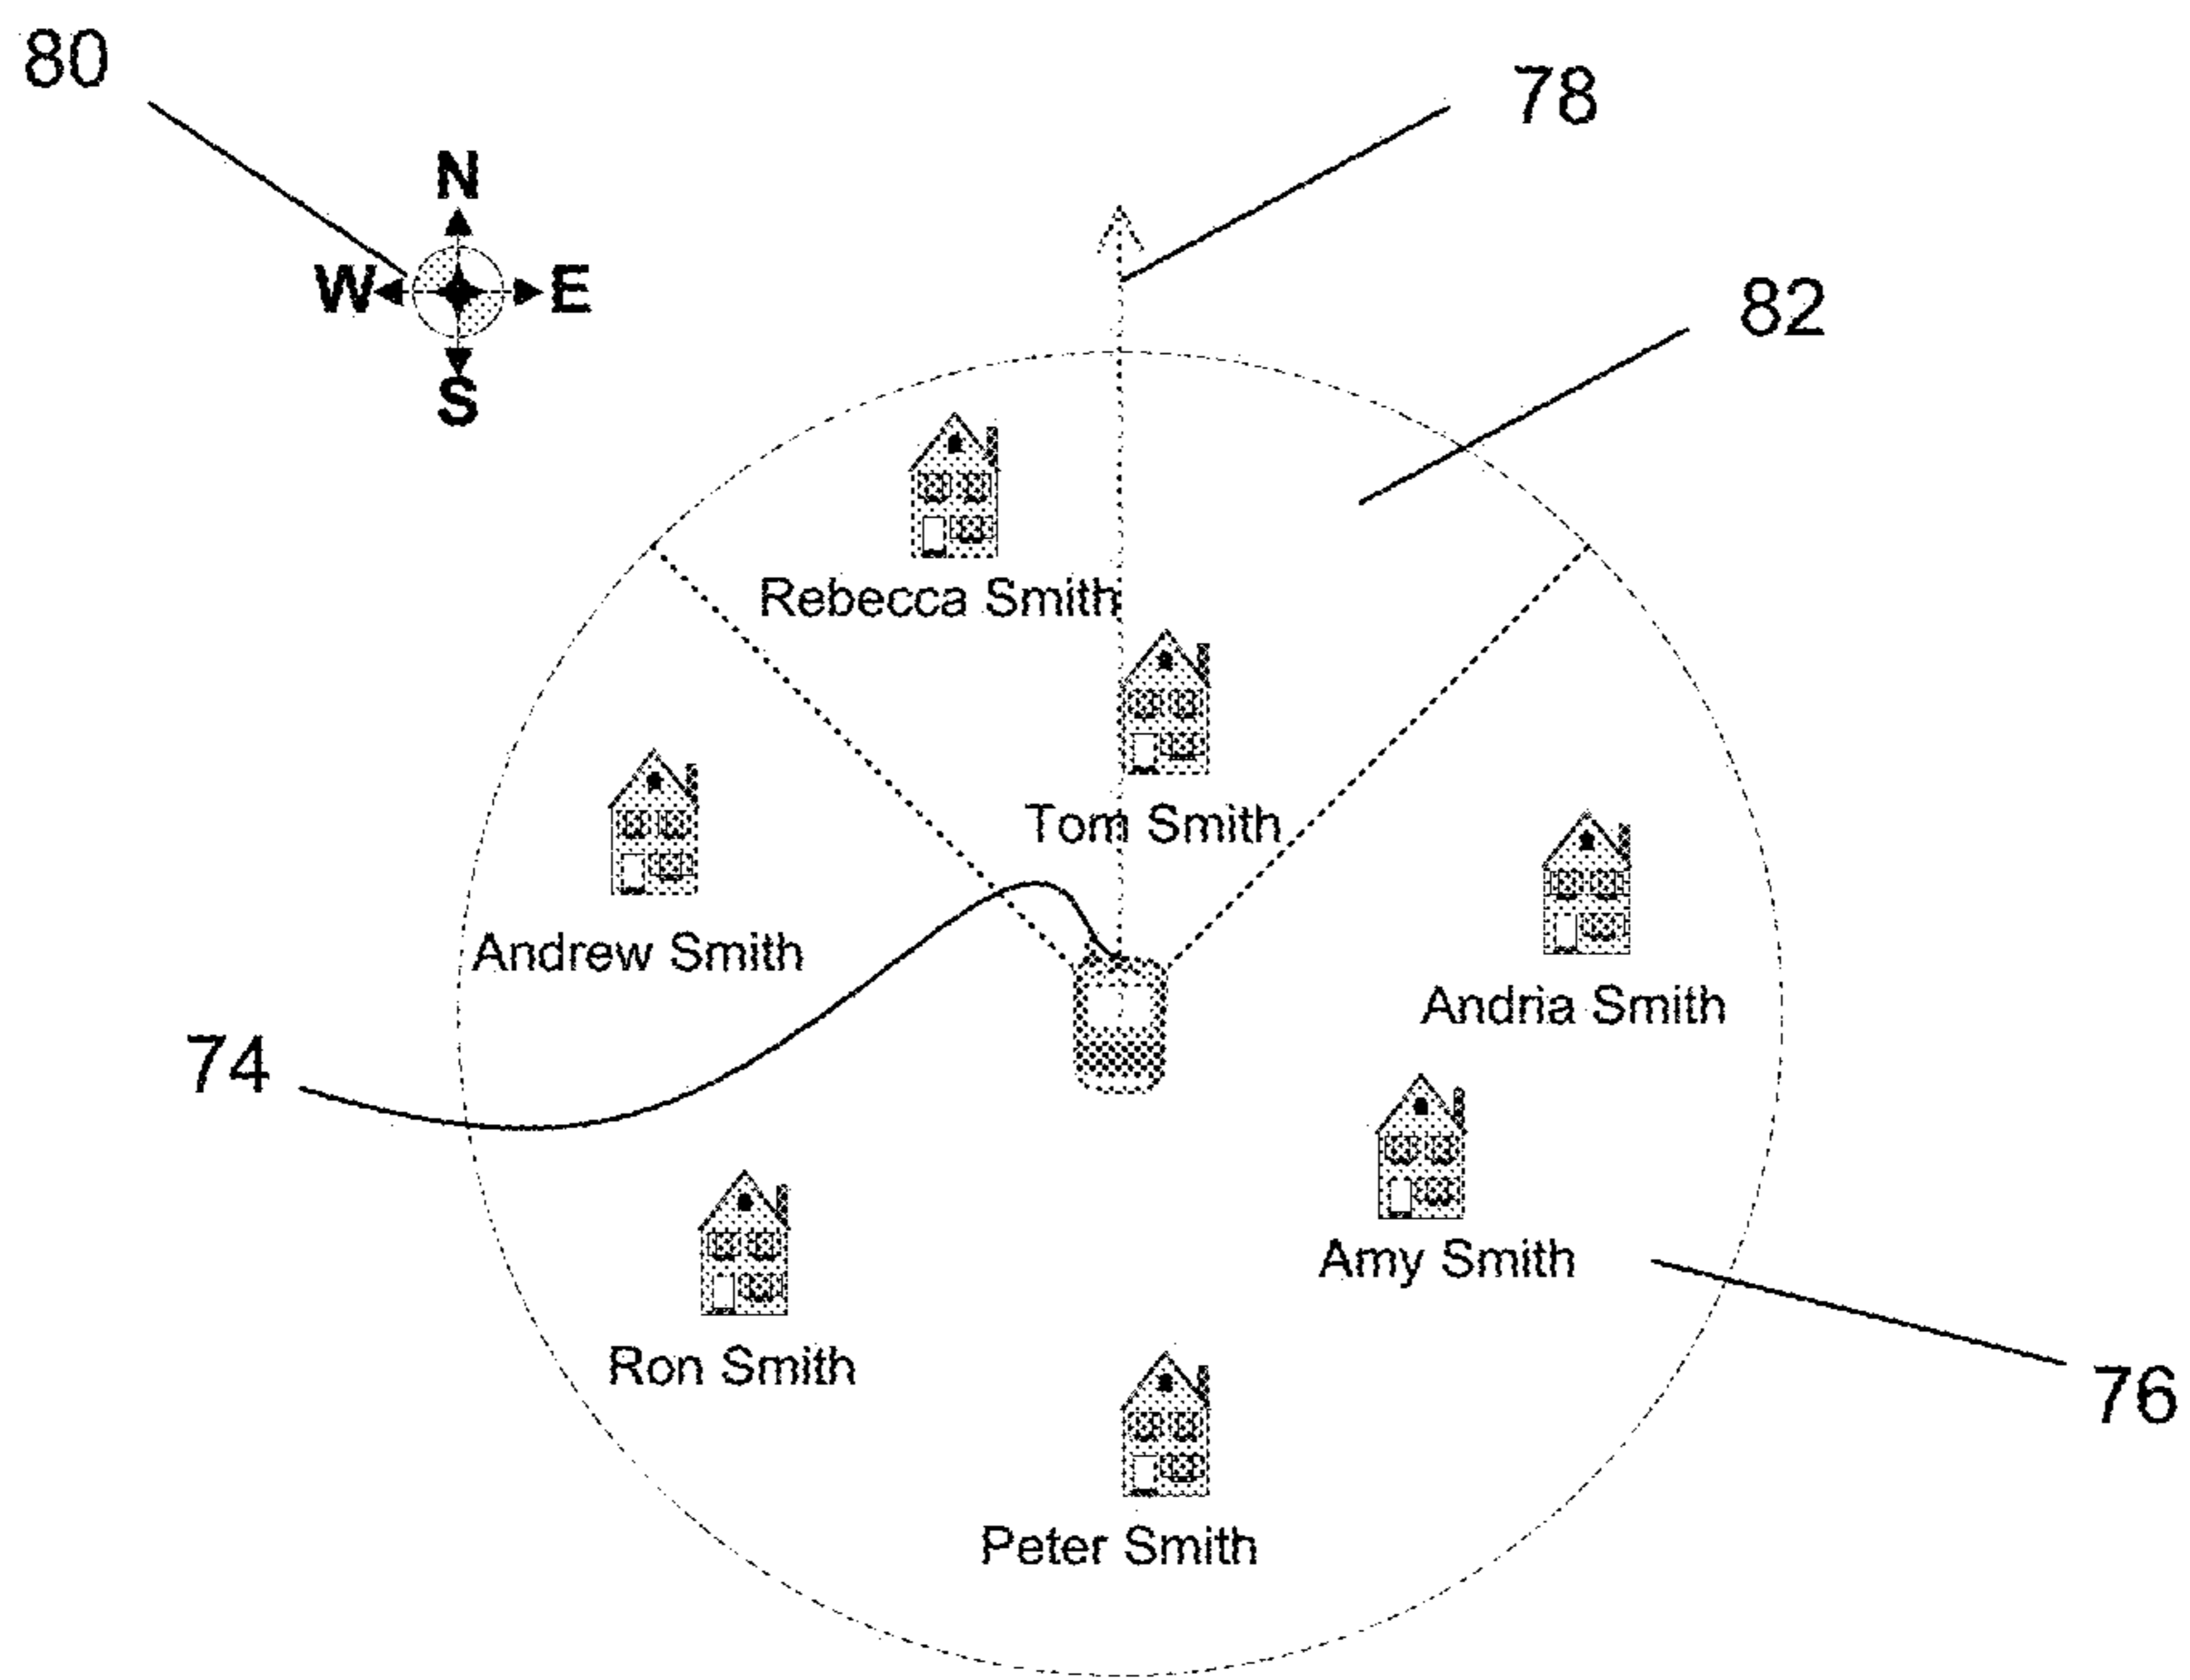 80
78
N
W E
S
82
Rebecca Smith
Tom Smith
Andrew Smith
Andria Smith
74
Amy Smith
Ron Smith
76
Peter Smith